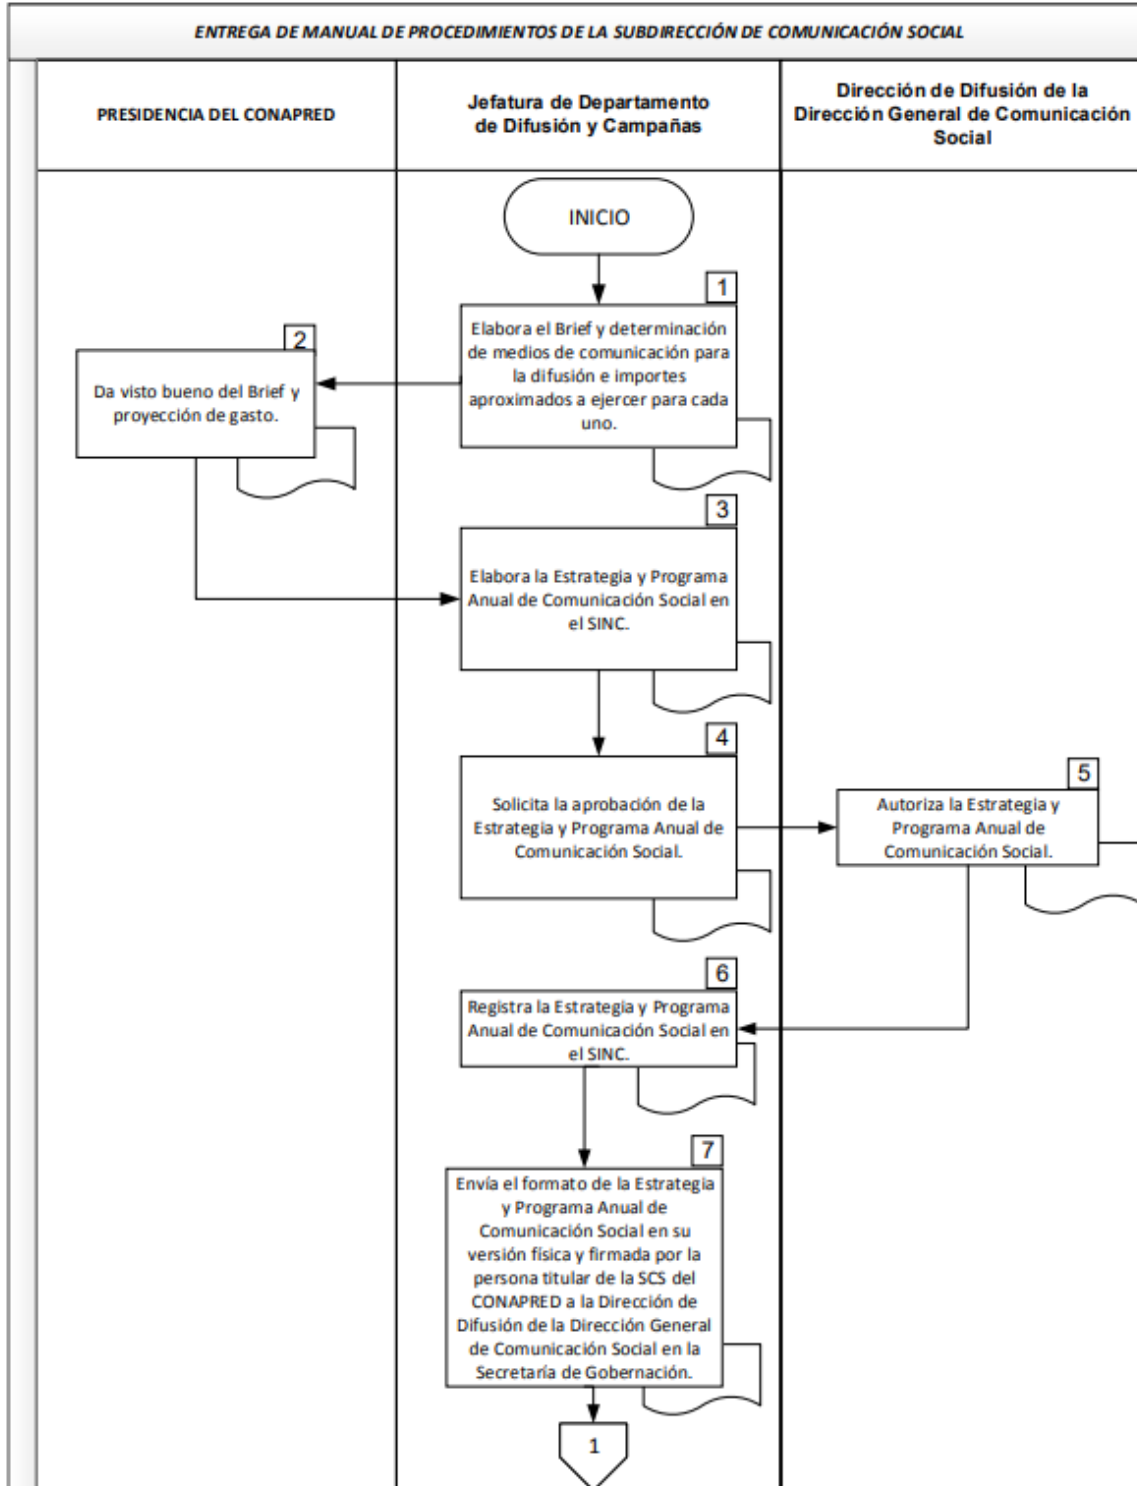 ENTREGA DE MANUAL DE PROCEDIMIENTOS DE LA SUBDIRECCIÓN DE COMUNICACIÓN SOCIAL
PRESIDENCIA DEL CONAPRED
Jefatura de Departamento
de Difusión y Campañas
Dirección de Difusión de la
Dirección General de Comunicación
Social
INICIO
1
Elabora el Brief y determinación
de medios de comunicación para
la difusión e importes
aproximados a ejercer para cada
uno.
2
Da visto bueno del Brief y
proyección de gasto.
3
Elabora la Estrategia y Programa
Anual de Comunicación Social en
el SINC.
4
Solicita la aprobación de la
Estrategia y Programa Anual de
Comunicación Social.
5
Autoriza la Estrategia y
Programa Anual de
Comunicación Social.
6
Registra la Estrategia y Programa
Anual de Comunicación Social en
el SINC.
7
Envía el formato de la Estrategia
y Programa Anual de
Comunicación Social en su
versión física y firmada por la
persona titular de la SCS del
CONAPRED a la Dirección de
Difusión de la Dirección General
de Comunicación Social en la
Secretaría de Gobernación.
1